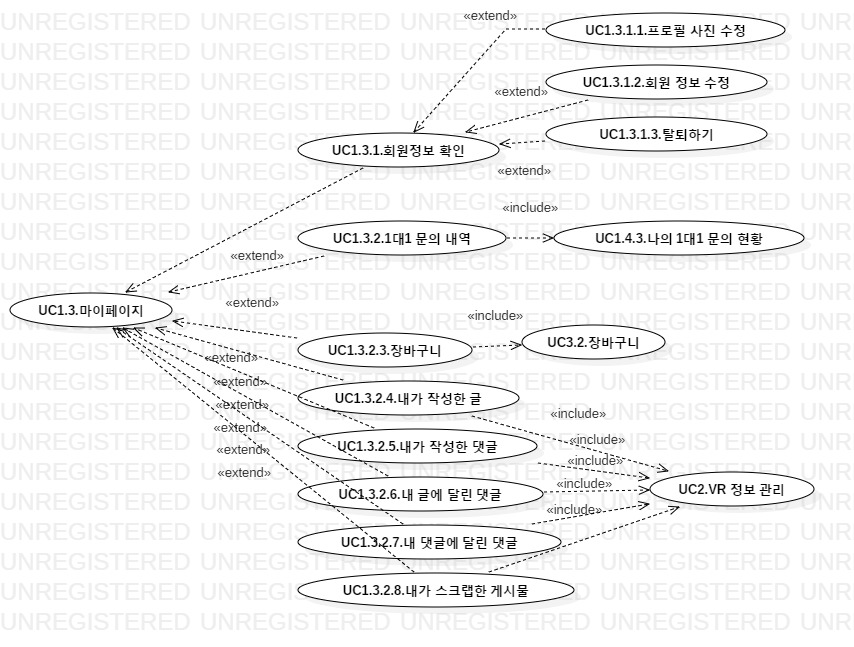 «extend»
UC1.3.1.1.프로필 사진 수정
UC1.3.1.2.회원 정보 수정
«extend»
UC1.3.1.3.탈퇴하기
UC1.3.1.회원정보 확인
«extend»
«include»
UC1.3.2.1대1 문의 내역
UC1.4.3.나의 1대1 문의 현황
«extend»
«extend»
UC1.3.마이페이지
«include»
UC1.3.2.3.장바구니
UC3.2.장바구니
«extend»
«extend»
UC1.3.2.4.내가 작성한 글
«extend»
«include»
«extend»
«include»
UC1.3.2.5.내가 작성한 댓글
«extend»
«include»
«extend»
«include»
UC1.3.2.6.내 글에 달린 댓글
UC2.VR 정보 관리
«include»
UC1.3.2.7.내 댓글에 달린 댓글
UC1.3.2.8.내가 스크랩한 게시물
UNREGISTERED UNREGISTERED UNREGISTERED UNREGISTERED UNR